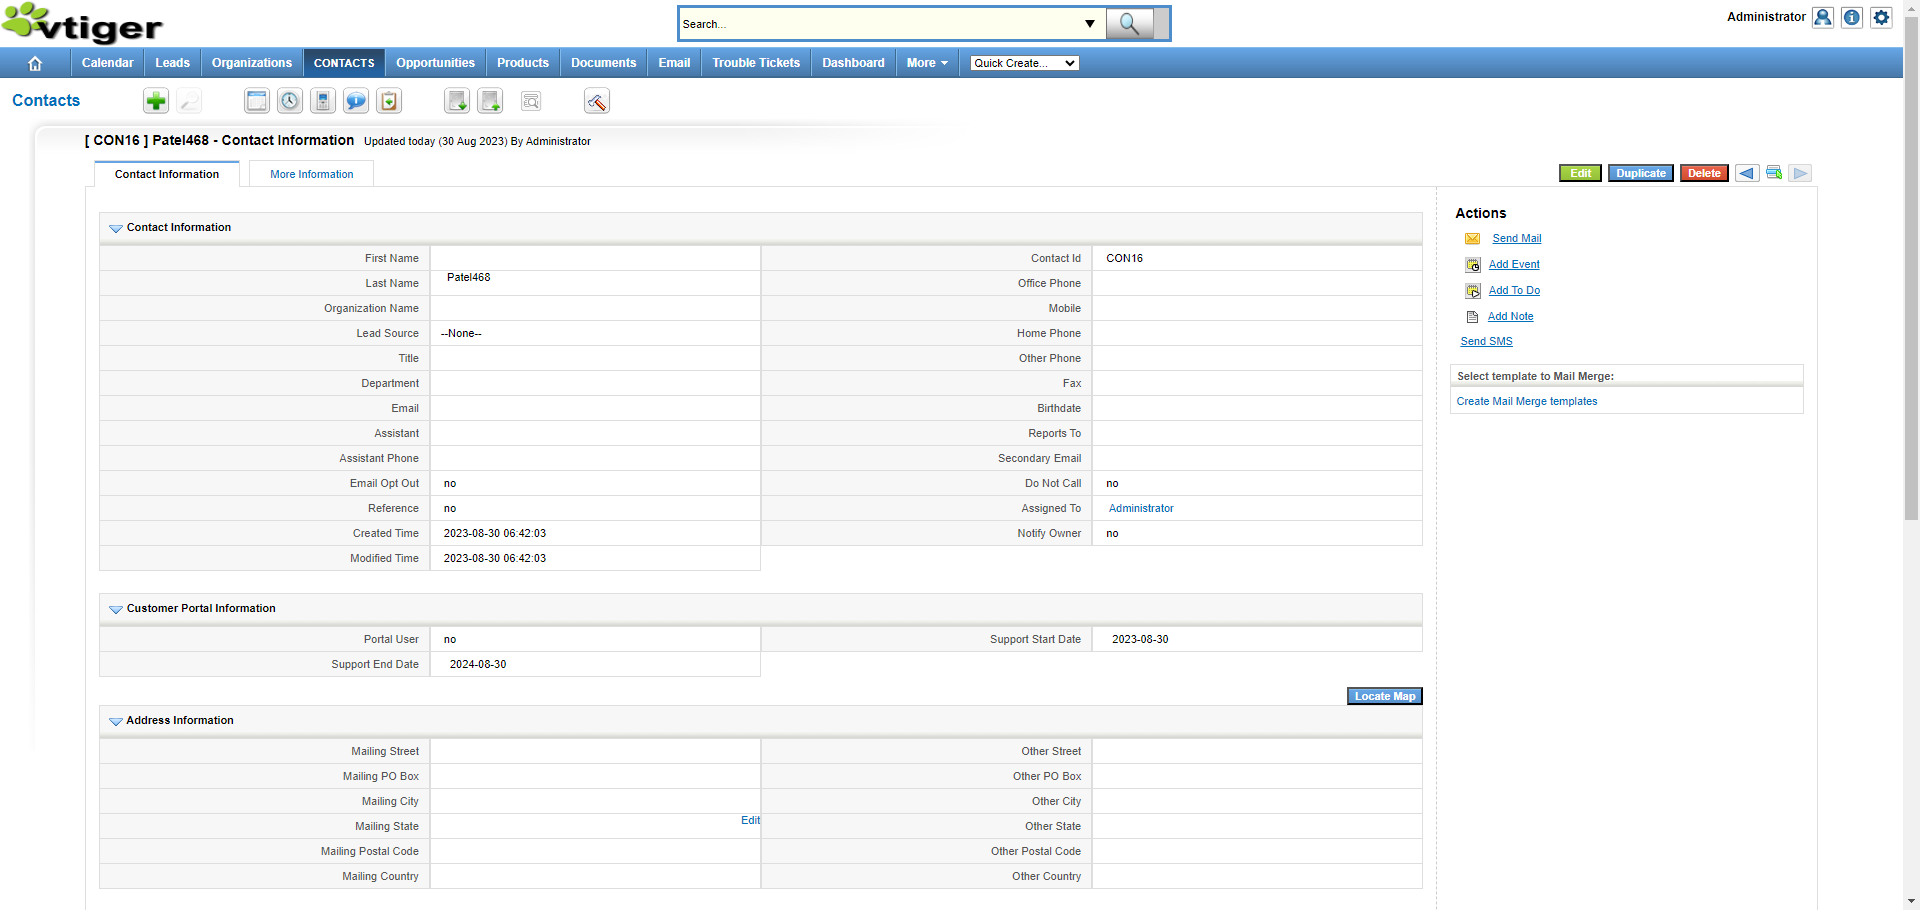 vtiger
Search...
Administrator
Calendar Leads Organizations CONTACTS Opportunities Products Documents Email Trouble Tickets Dashboard More Quick Create...
Contacts
[ CON16 ] Patel468 - Contact Information Updated today (30 Aug 2023) By Administrator
Contact Information More Information
Edit Duplicate Delete
Contact Information
First Name Contact Id CON16
Last Name Patel468 Office Phone
Organization Name Mobile
Lead Source --None-- Home Phone
Title Other Phone
Department Fax
Email Birthdate
Assistant Reports To
Assistant Phone Secondary Email
Email Opt Out no Do Not Call no
Reference no Assigned To Administrator
Created Time 2023-08-30 06:42:03 Notify Owner no
Modified Time 2023-08-30 06:42:03
Customer Portal Information
Portal User no Support Start Date 2023-08-30
Support End Date 2024-08-30
Locate Map
Address Information
Mailing Street Other Street
Mailing PO Box Other PO Box
Mailing City Other City
Mailing State Edit Other State
Mailing Postal Code Other Postal Code
Mailing Country Other Country
Actions
Send Mail
Add Event
Add To Do
Add Note
Send SMS
Select template to Mail Merge:
Create Mail Merge templates